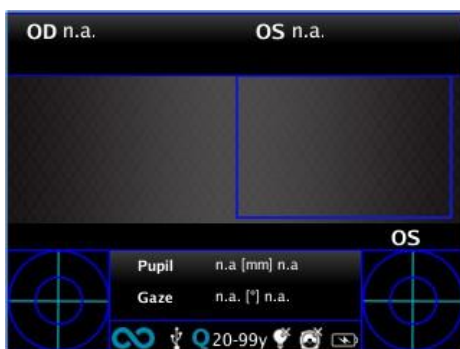 OD n.a. OS n.a.
OS
Pupil n.a [mm] n.a
Gaze n.a. [°] n.a.
Q 20-99y